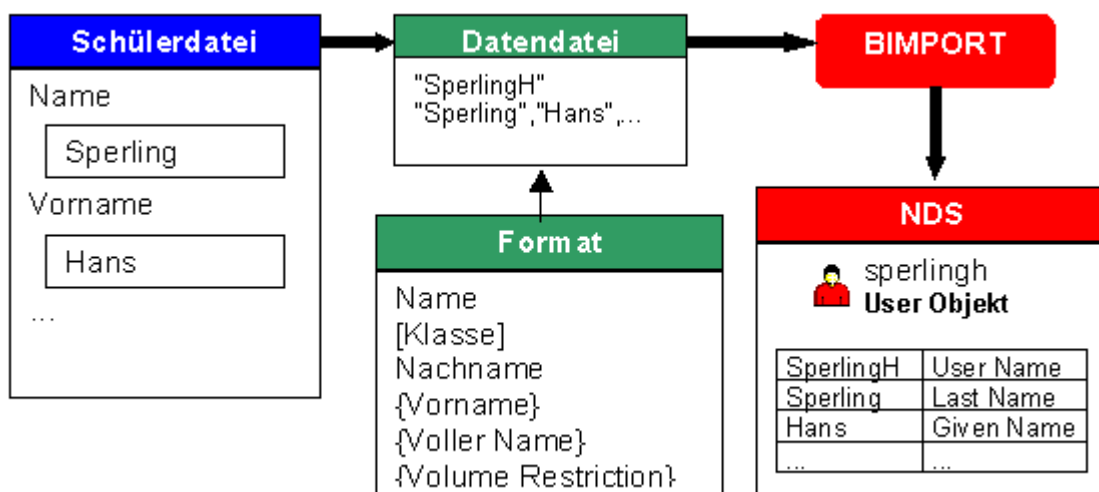 Schülerdatei
Name
Sperling
Vorname
Hans
...
Datendatei
"SperlingH"
"Sperling","Hans",...
Format
Name
[Klasse]
Nachname
{Vorname}
{Voller Name}
{Volume Restriction}
BIMPORT
NDS
sperlingh
User Objekt
SperlingH User Name
Sperling Last Name
Hans Given Name
... ...